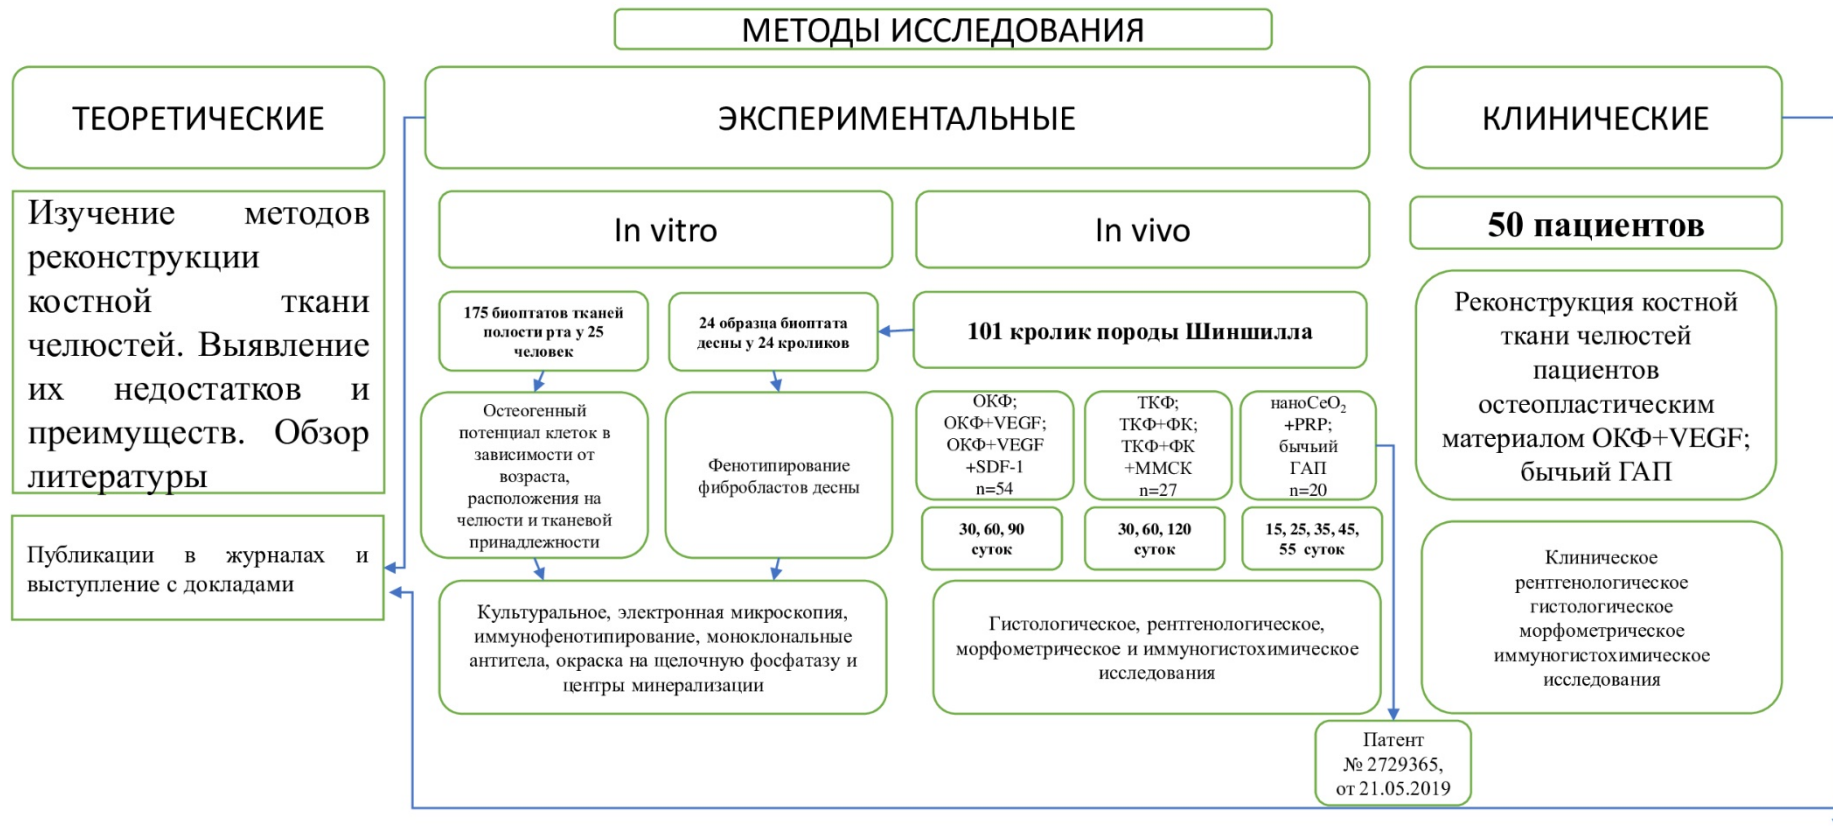 МЕТОДЫ ИССЛЕДОВАНИЯ
ТЕОРЕТИЧЕСКИЕ
Изучение методов
реконструкции
костной ткани
челюстей. Выявление
их недостатков и
преимуществ. Обзор
литературы
Публикации в журналах и
выступление с докладами
ЭКСПЕРИМЕНТАЛЬНЫЕ
In vitro
175 биоптатов тканей
полости рта у 25
человек
24 образца биоптата
десны у 24 кроликов
Остеогенный
потенциал клеток в
зависимости от
возраста,
расположения на
челюсти и тканевой
принадлежности
Фенотипирование
фибробластов десны
Культуральное, электронная микроскопия,
иммунофенотипирование, моноклональные
антитела, окраска на щелочную фосфатазу и
центры минерализации
In vivo
101 кролик породы Шиншилла
ОКФ;
ОКФ+VEGF;
ОКФ+VEGF
+SDF-1
n=54
ТКФ;
ТКФ+ФК;
ТКФ+ФК
+ММСК
n=27
наноCeO₂
+PRP;
бычьий
ГАП
n=20
30, 60, 90
суток
30, 60, 120
суток
15, 25, 35, 45,
55 суток
Гистологическое, рентгенологическое,
морфометрическое и иммуногистохимическое
исследования
Патент
№ 2729365,
от 21.05.2019
КЛИНИЧЕСКИЕ
50 пациентов
Реконструкция костной
ткани челюстей
пациентов
остеопластическим
материалом ОКФ+VEGF;
бычьий ГАП
Клиническое
рентгенологическое
гистологическое
морфометрическое
иммуногистохимическое
исследования